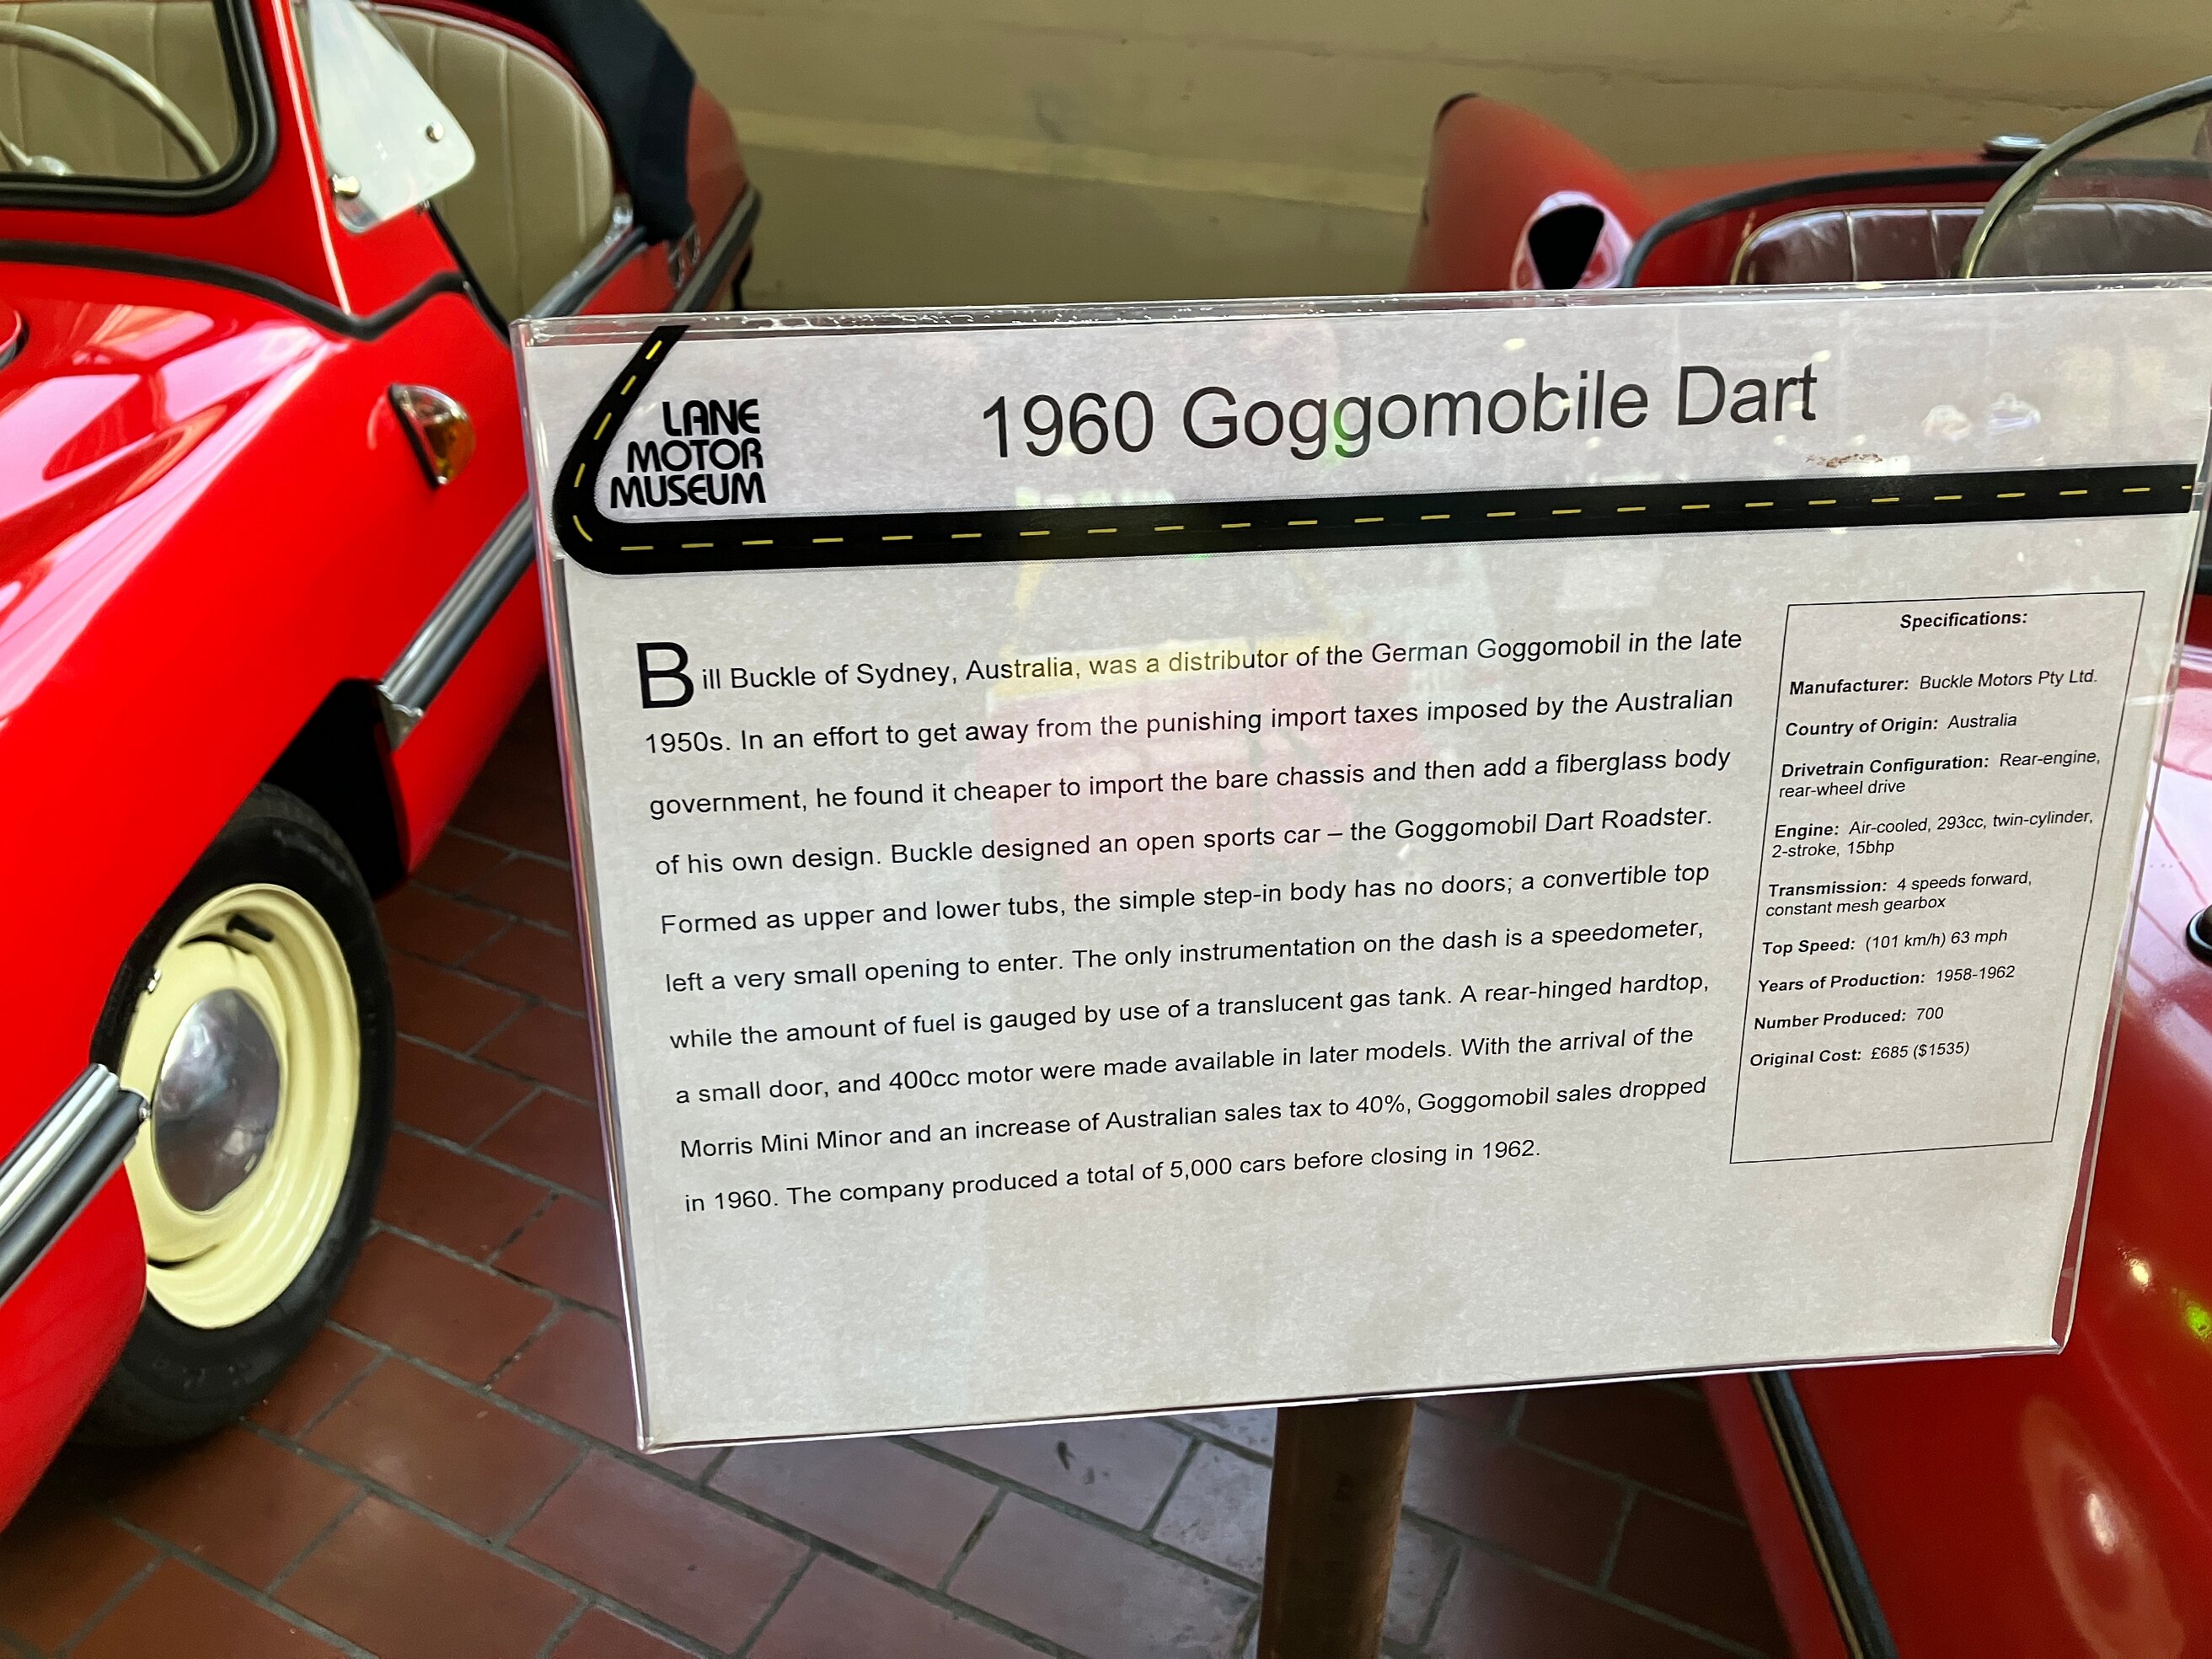 LANE
MOTOR
MUSEUM
1960 Goggomobile Dart
Bill Buckle of Sydney, Australia, was a distributor of the German Goggomobil in the late
1950s. In an effort to get away from the punishing import taxes imposed by the Australian
government, he found it cheaper to import the bare chassis and then add a fiberglass body
of his own design. Buckle designed an open sports car – the Goggomobil Dart Roadster.
Formed as upper and lower tubs, the simple step-in body has no doors; a convertible top
left a very small opening to enter. The only instrumentation on the dash is a speedometer,
while the amount of fuel is gauged by use of a translucent gas tank. A rear-hinged hardtop,
a small door, and 400cc motor were made available in later models. With the arrival of the
Morris Mini Minor and an increase of Australian sales tax to 40%, Goggomobil sales dropped
in 1960. The company produced a total of 5,000 cars before closing in 1962.
Specifications:
Manufacturer: Buckle Motors Pty Ltd.
Country of Origin: Australia
Drivetrain Configuration: Rear-engine,
rear-wheel drive
Engine: Air-cooled, 293cc, twin-cylinder,
2-stroke, 15bhp
Transmission: 4 speeds forward,
constant mesh gearbox
Top Speed: (101 km/h) 63 mph
Years of Production: 1958-1962
Number Produced: 700
Original Cost: £685 ($1535)